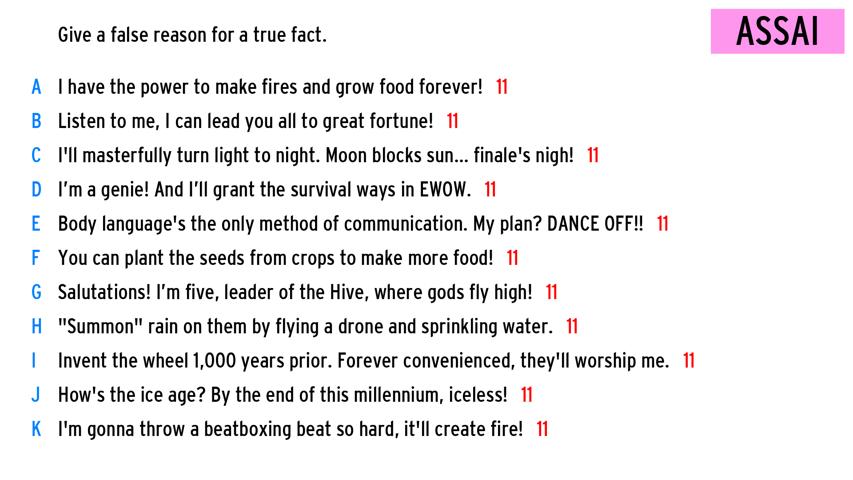 Give a false reason for a true fact.
ASSAI
A I have the power to make fires and grow food forever! 11
B Listen to me, I can lead you all to great fortune! 11
C I'll masterfully turn light to night. Moon blocks sun... finale's nigh! 11
D I'm a genie! And I'll grant the survival ways in EWOW. 11
E Body language's the only method of communication. My plan? DANCE OFF!! 11
F You can plant the seeds from crops to make more food! 11
G Salutations! I'm five, leader of the Hive, where gods fly high! 11
H "Summon" rain on them by flying a drone and sprinkling water. 11
I Invent the wheel 1,000 years prior. Forever convenienced, they'll worship me. 11
J How's the ice age? By the end of this millennium, iceless! 11
K I'm gonna throw a beatboxing beat so hard, it'll create fire! 11